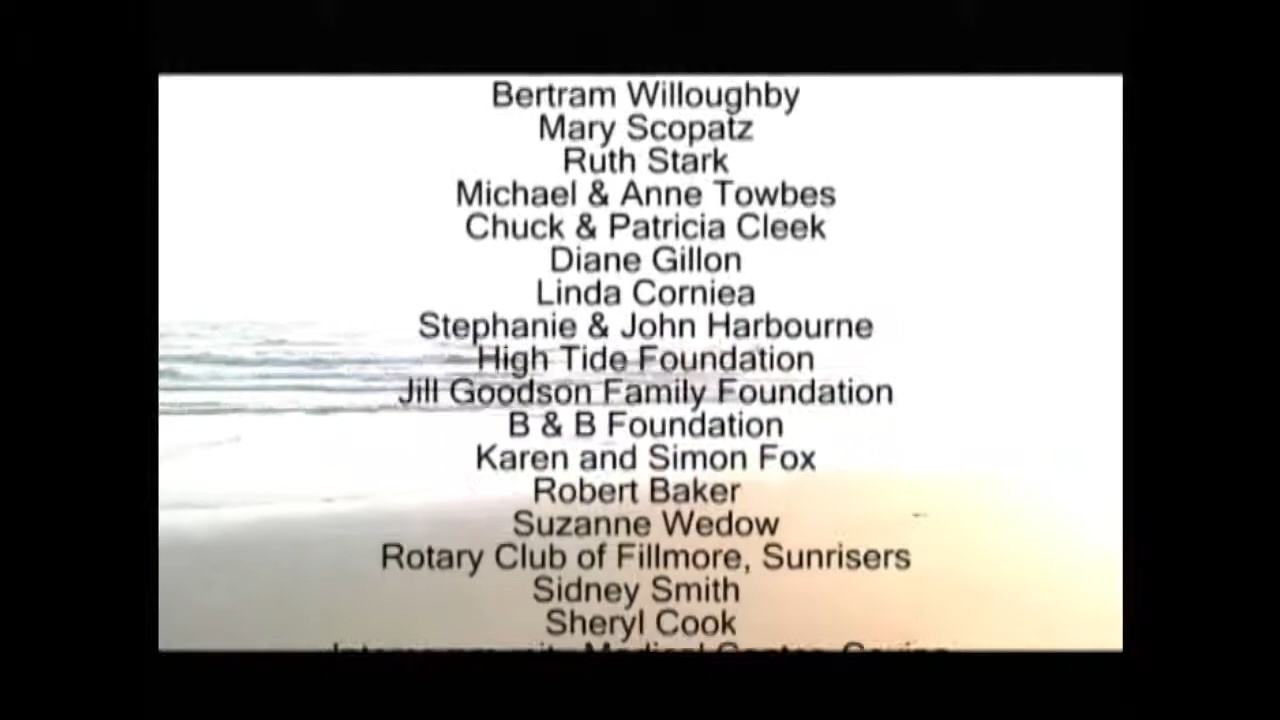 Bertram Willoughby
Mary Scopatz
Ruth Stark
Michael & Anne Towbes
Chuck & Patricia Cleek
Diane Gillon
Linda Corniea
Stephanie & John Harbourne
High Tide Foundation
Jill Goodson Family Foundation
B & B Foundation
Karen and Simon Fox
Robert Baker
Suzanne Wedow
Rotary Club of Fillmore, Sunrisers
Sidney Smith
Sheryl Cook